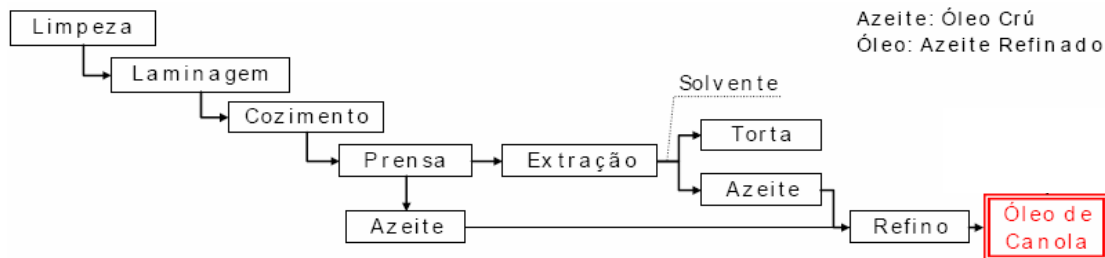 Limpeza
Azeite: Óleo Crú
Óleo: Azeite Refinado
Laminagem
Solvente
Cozimento
Torta
Prensa
Extração
Azeite
Azeite
Refino
Óleo de
Canola